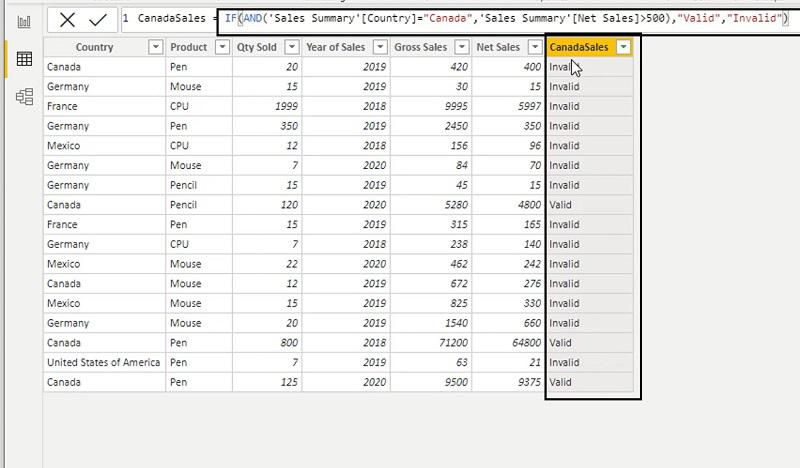 1 CanadaSales = IF(AND('Sales Summary'[Country]="Canada",'Sales Summary'[Net Sales]>500),"Valid","Invalid")
Country Product Qty Sold Year of Sales Gross Sales Net Sales CanadaSales
Canada Pen 20 2019 420 400 Invalid
Germany Mouse 15 2019 30 15 Invalid
France CPU 1999 2018 9995 5997 Invalid
Germany Pen 350 2019 2450 350 Invalid
Mexico CPU 12 2018 156 96 Invalid
Germany Mouse 7 2020 84 70 Invalid
Germany Pencil 15 2019 45 15 Invalid
Canada Pencil 120 2020 5280 4800 Valid
France Pen 15 2019 315 165 Invalid
Germany CPU 7 2018 238 140 Invalid
Mexico Mouse 22 2020 462 242 Invalid
Canada Mouse 12 2019 672 276 Invalid
Mexico Mouse 15 2019 825 330 Invalid
Germany Mouse 20 2019 1540 660 Invalid
Canada Pen 800 2018 71200 64800 Valid
United States of America Pen 7 2019 63 21 Invalid
Canada Pen 125 2020 9500 9375 Valid